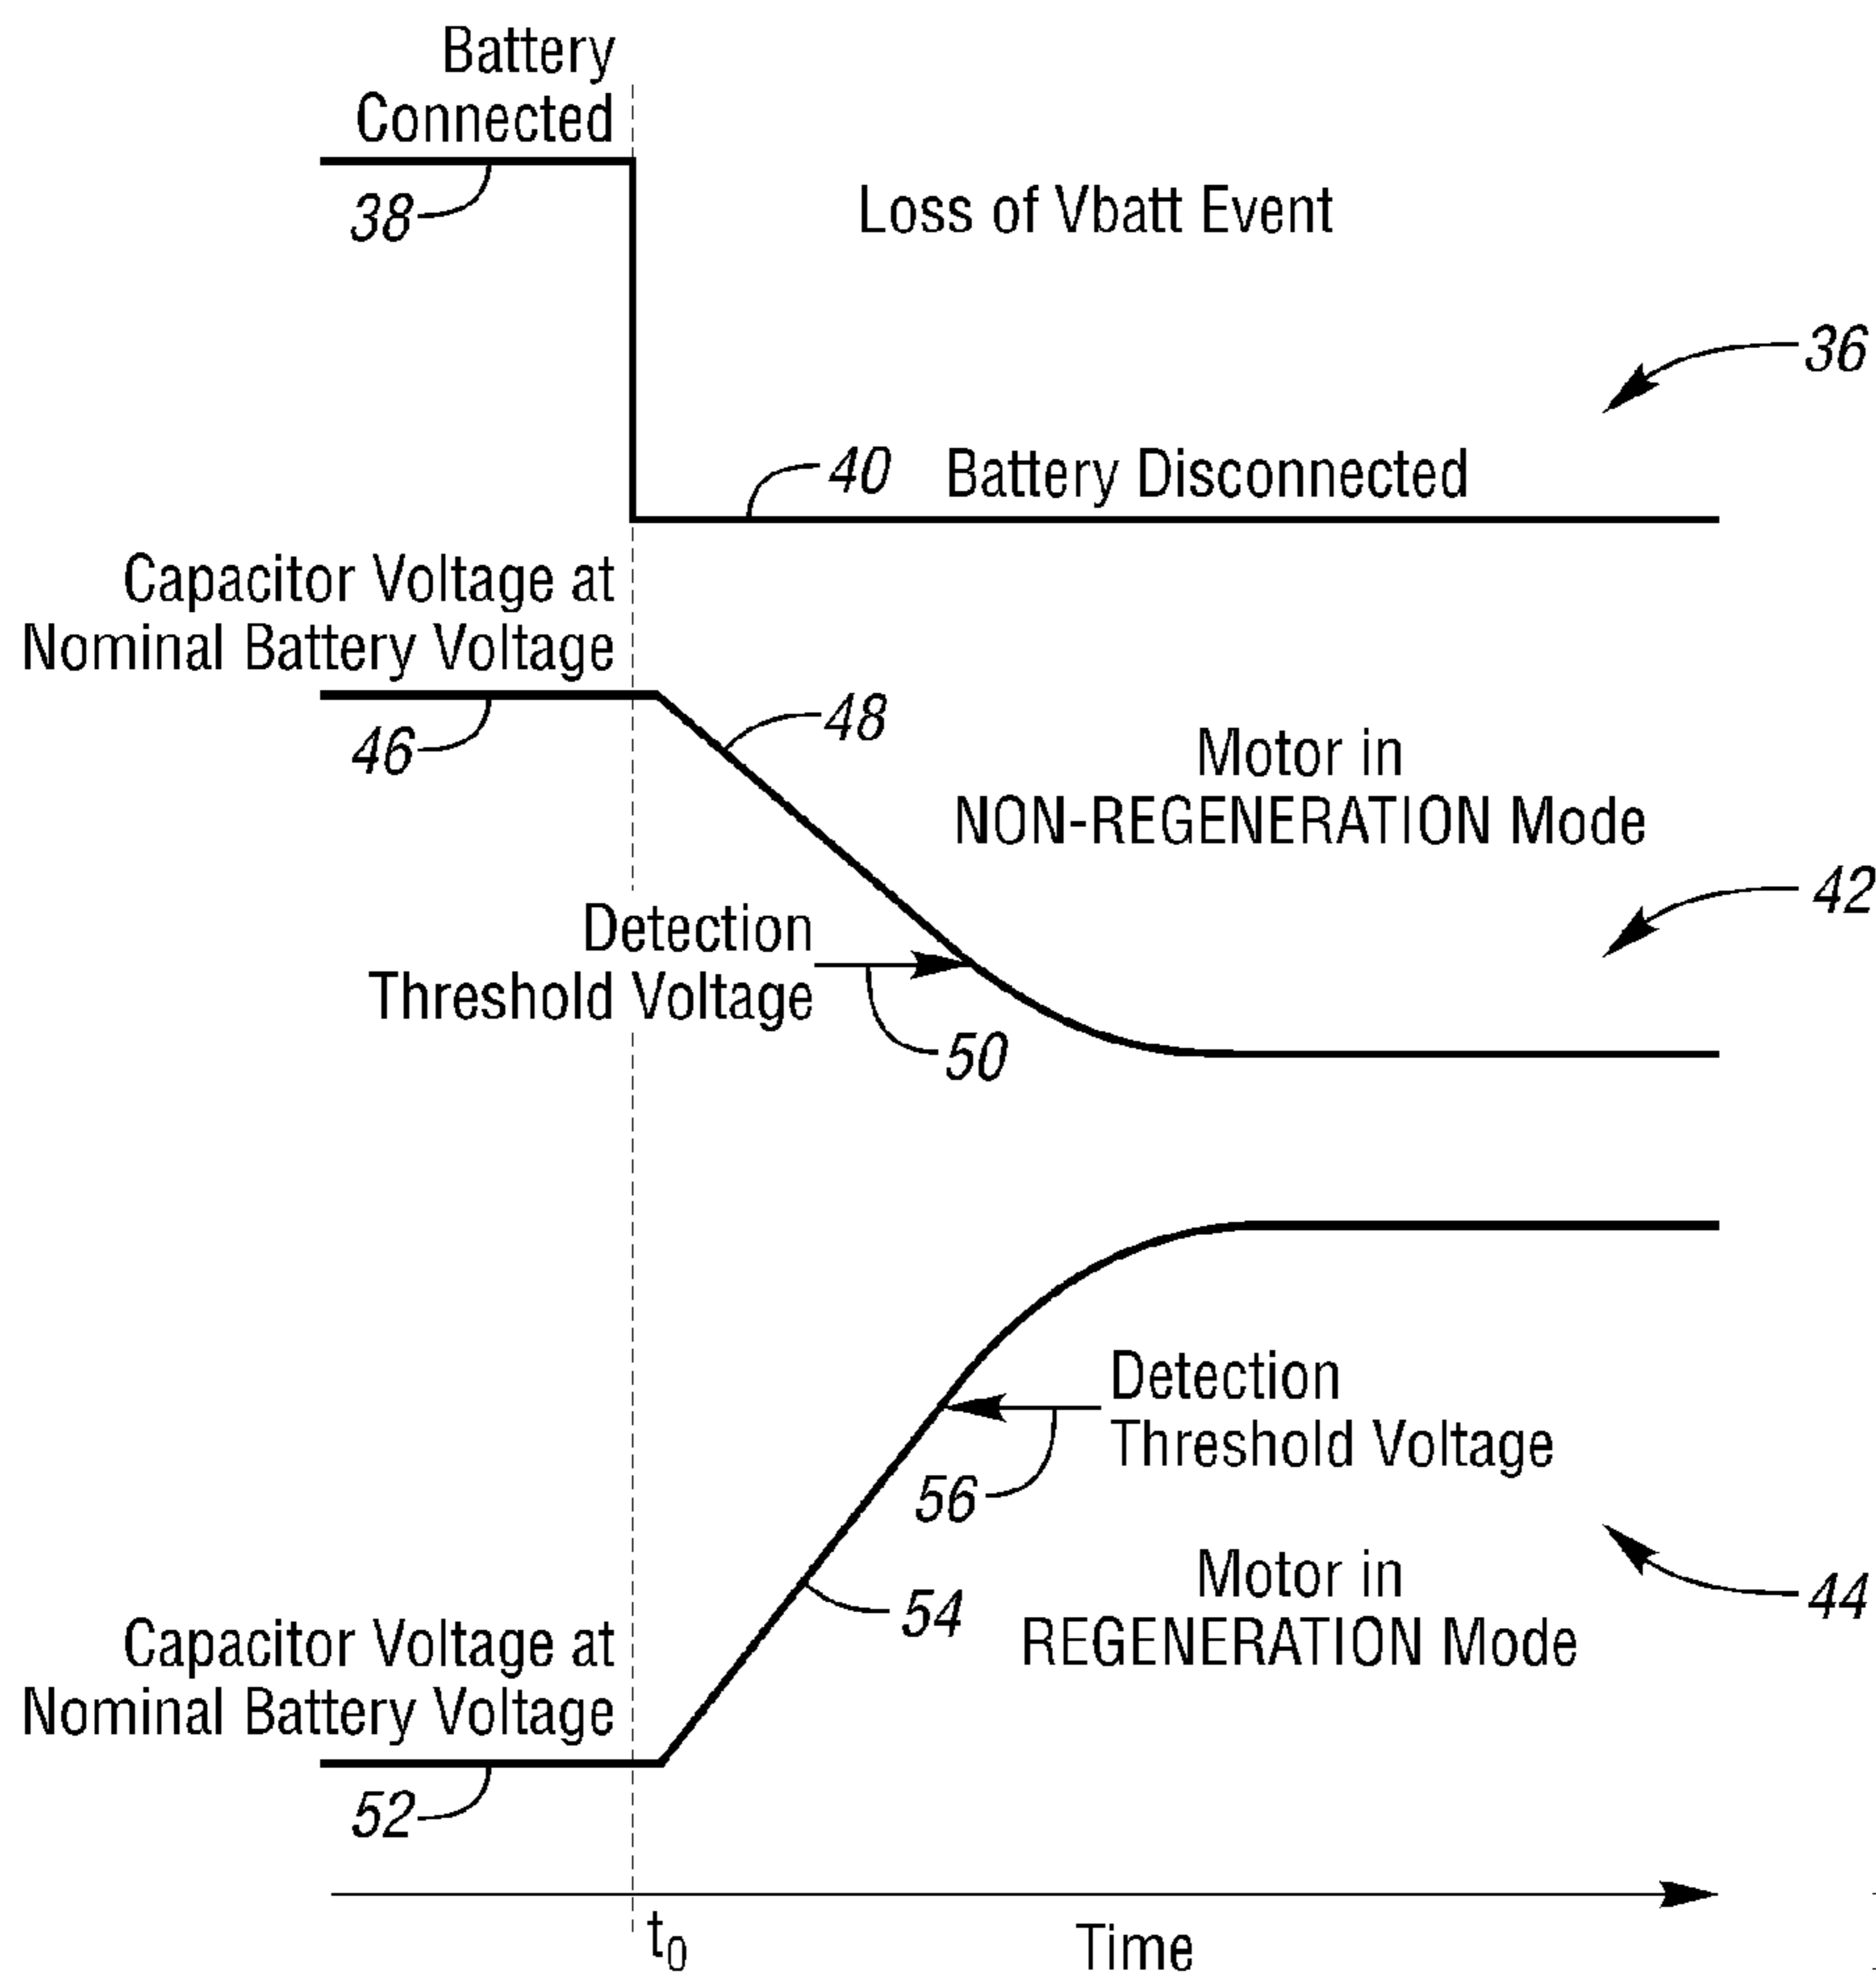 Battery
Connected
38
Loss of Vbatt Event
36
40 Battery Disconnected
Capacitor Voltage at
Nominal Battery Voltage
46
48
Motor in
NON-REGENERATION Mode
42
Detection
Threshold Voltage
50
Detection
Threshold Voltage
56
Motor in
REGENERATION Mode
44
54
Capacitor Voltage at
Nominal Battery Voltage
52
t0
Time